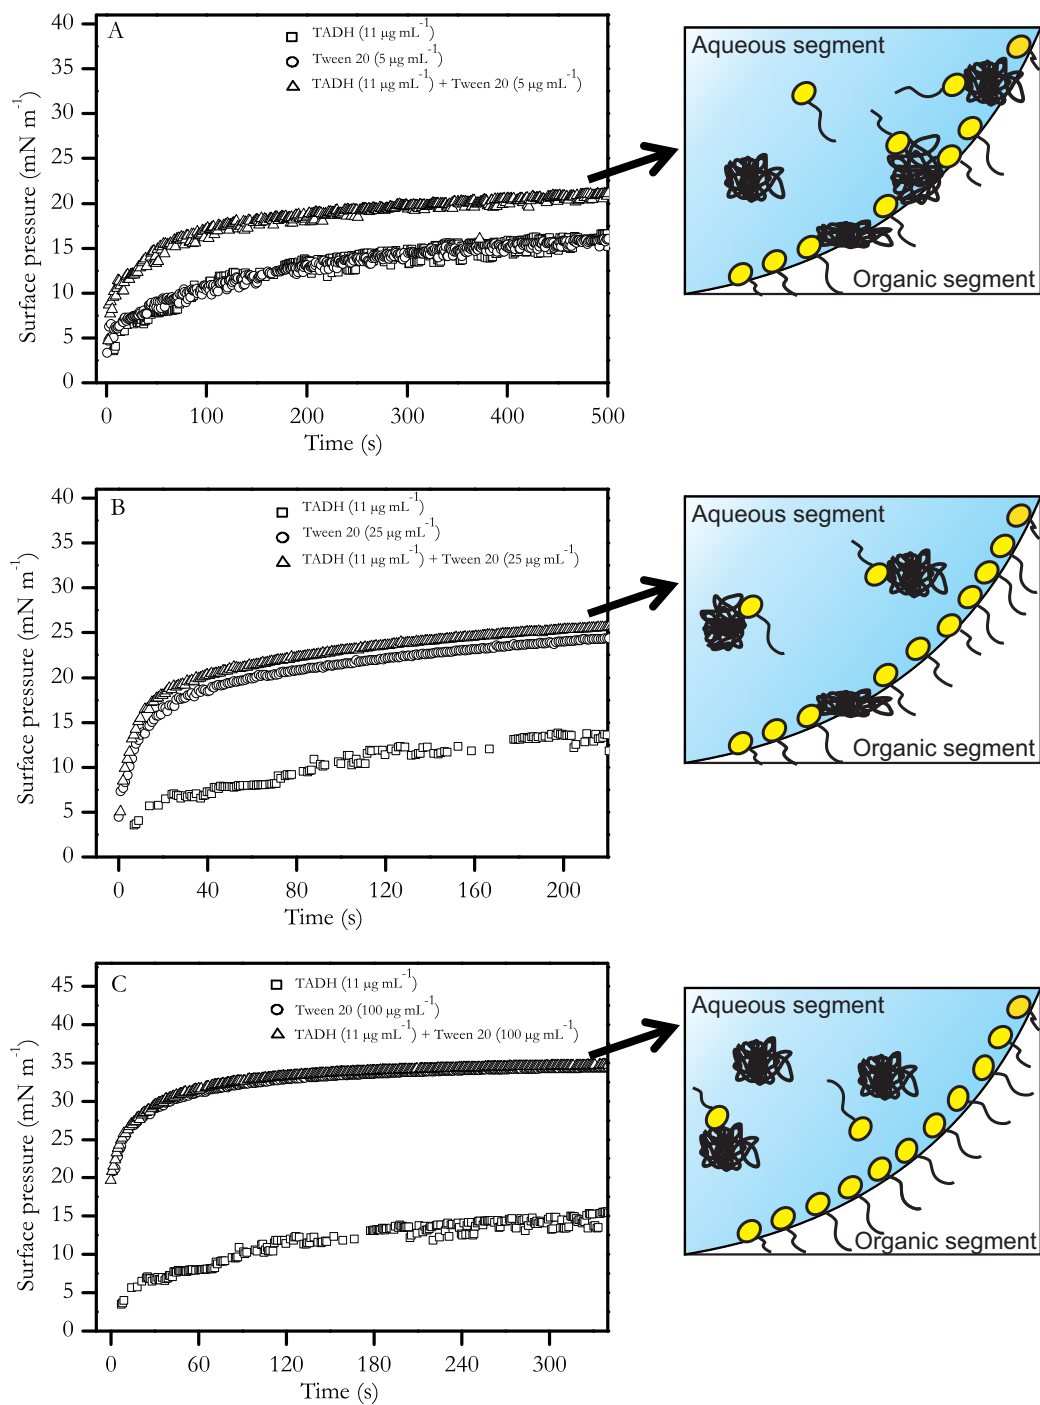 A
TADH (11 µg mL⁻¹)
Tween 20 (5 µg mL⁻¹)
TADH (11 µg mL⁻¹) + Tween 20 (5 µg mL⁻¹)
Surface pressure (mN m⁻¹)
40
35
30
25
20
15
10
5
0
0 100 200 300 400 500
Time (s)
Aqueous segment
Organic segment
B
TADH (11 µg mL⁻¹)
Tween 20 (25 µg mL⁻¹)
TADH (11 µg mL⁻¹) + Tween 20 (25 µg mL⁻¹)
Surface pressure (mN m⁻¹)
40
35
30
25
20
15
10
5
0
0 40 80 120 160 200
Time (s)
Aqueous segment
Organic segment
C
TADH (11 µg mL⁻¹)
Tween 20 (100 µg mL⁻¹)
TADH (11 µg mL⁻¹) + Tween 20 (100 µg mL⁻¹)
Surface pressure (mN m⁻¹)
45
40
35
30
25
20
15
10
5
0
0 60 120 180 240 300
Time (s)
Aqueous segment
Organic segment